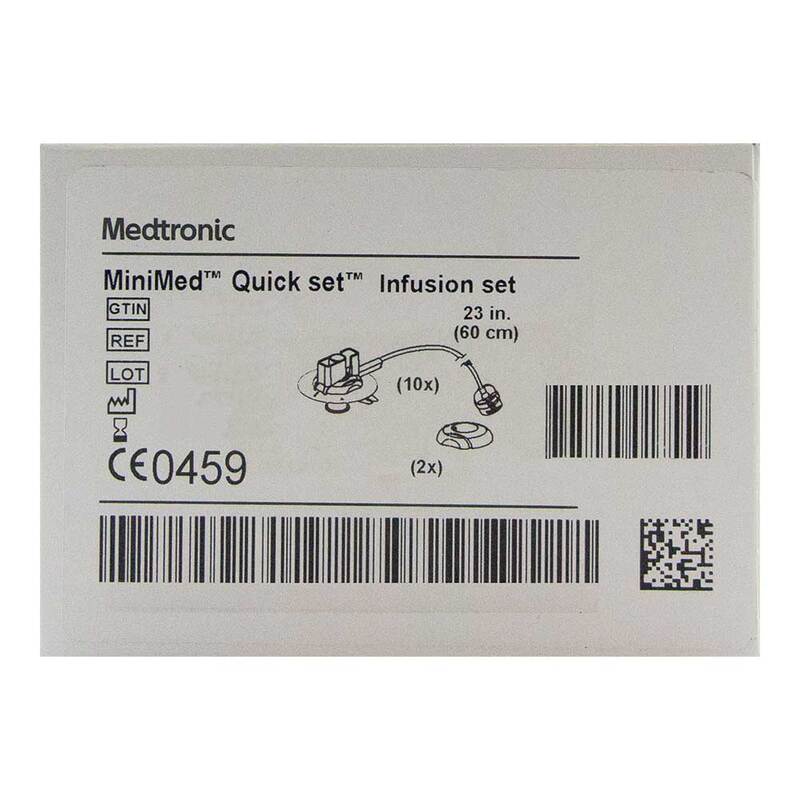 Medtronic
MiniMed™ Quick set™ Infusion set
GTIN
23 in.
(60 cm)
REF
LOT
(10x)
(2x)
CE0459